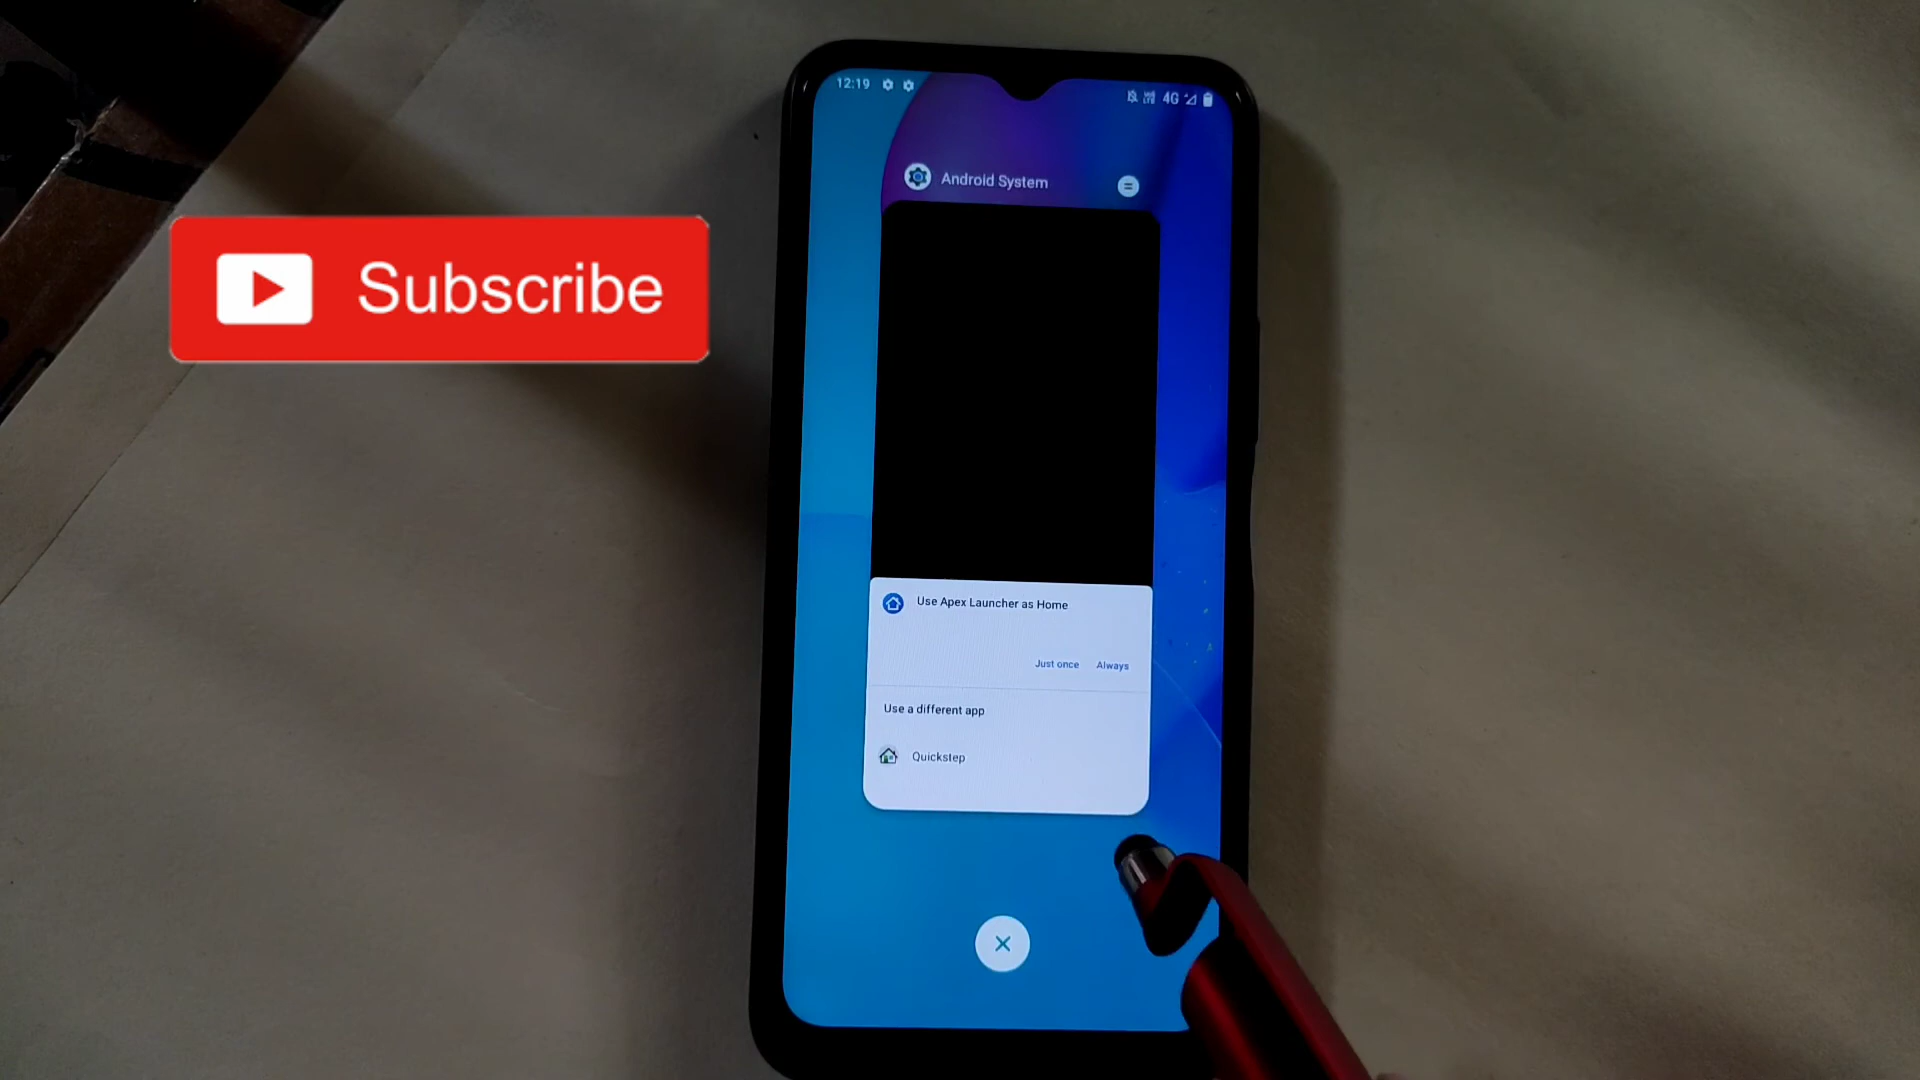 12:19
4G
Android System
Subscribe
Use Apex Launcher as Home
Just once Always
Use a different app
Quickstep